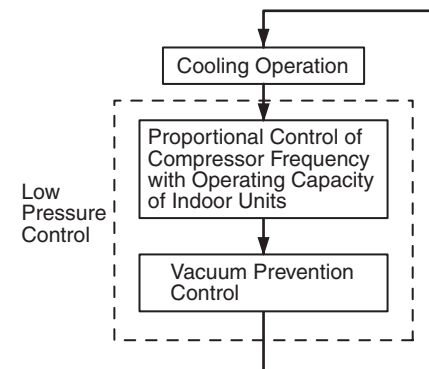 Cooling Operation
Proportional Control of
Compressor Frequency
with Operating Capacity
of Indoor Units
Low
Pressure
Control
Vacuum Prevention
Control